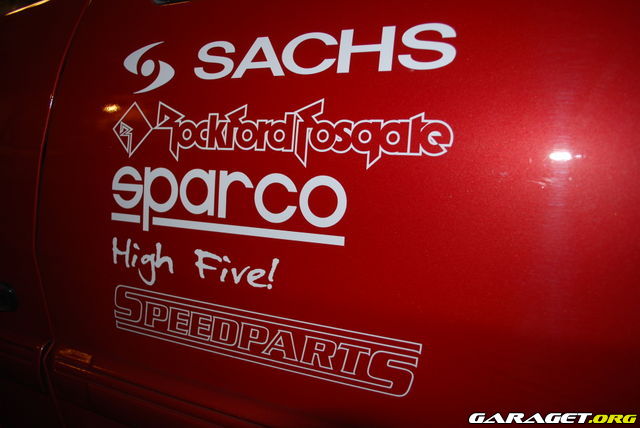 SACHS
Rockford Fosgate
sparco
High Five!
SPEEDPARTS
GARAGET.ORG